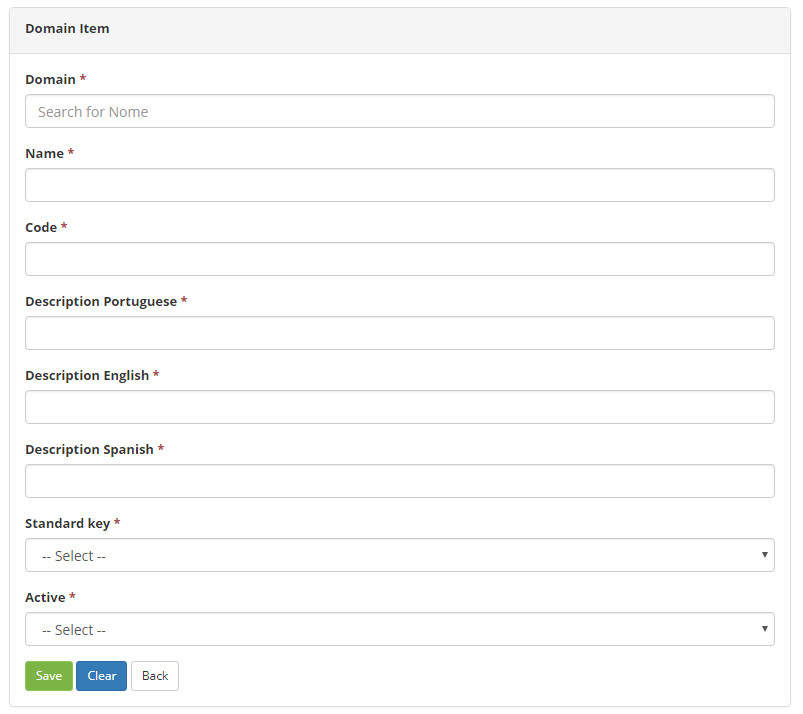 Domain Item
Domain *
Search for Nome
Name *
Code *
Description Portuguese *
Description English *
Description Spanish *
Standard key *
-- Select --
Active *
-- Select --
Save Clear Back